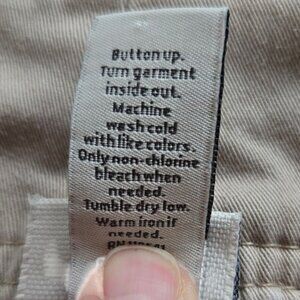 Button up.
Turn garment
inside out.
Machine
wash cold
with like colors.
Only non-chlorine
bleach when
needed.
Tumble dry low.
Warm iron if
needed.
RN